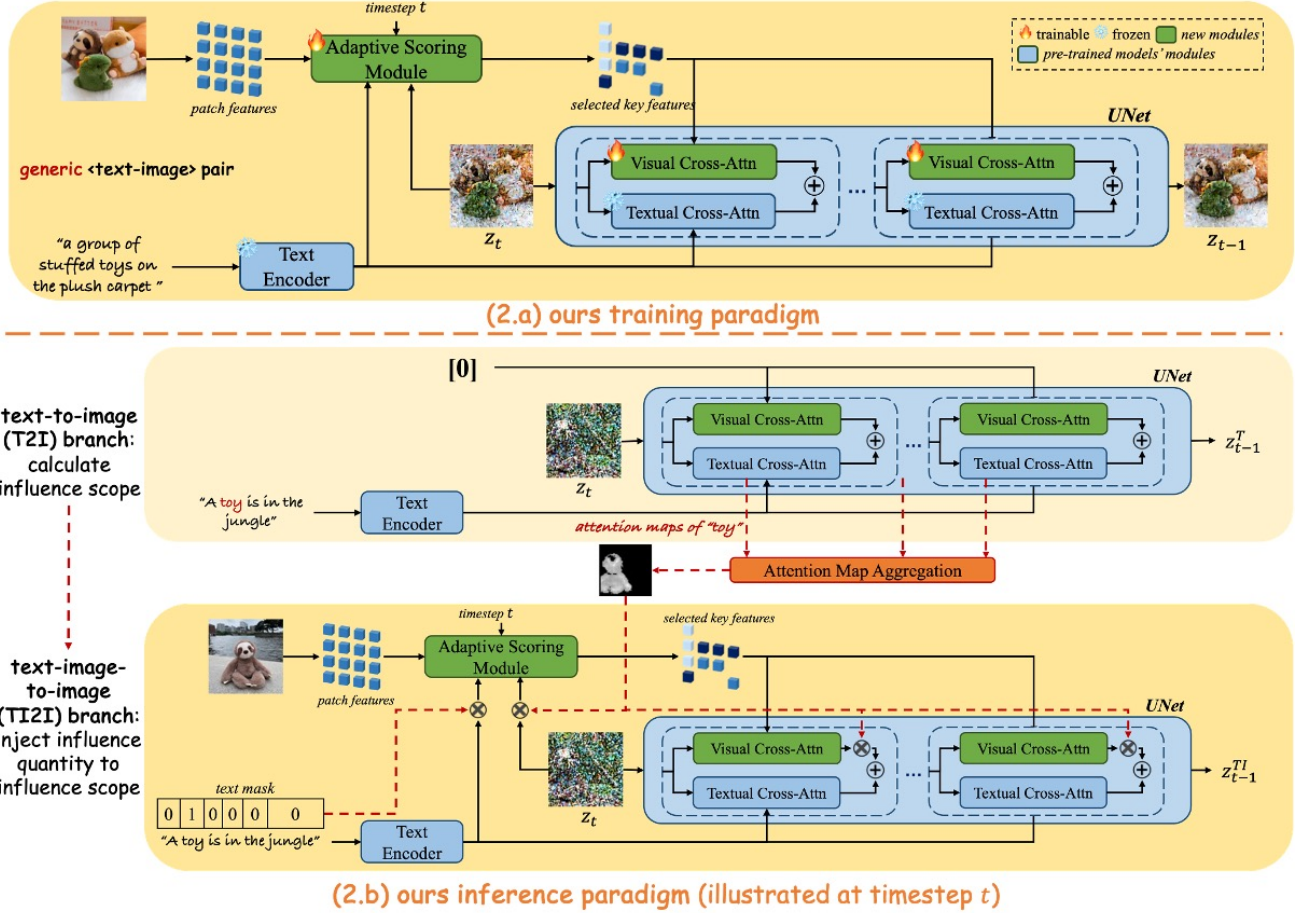 timestep t
Adaptive Scoring
Module
patch features
selected key features
trainable frozen new modules
pre-trained models' modules
UNet
generic <text-image> pair
Visual Cross-Attn
Textual Cross-Attn
...
Visual Cross-Attn
Textual Cross-Attn
z_t
z_{t-1}
"a group of
stuffed toys on
the plush carpet "
Text
Encoder
(2.a) ours training paradigm
text-to-image
(T2I) branch:
calculate
influence scope
[0]
UNet
Visual Cross-Attn
Textual Cross-Attn
...
Visual Cross-Attn
Textual Cross-Attn
z_t
z_{t-1}^T
"A toy is in the
jungle"
Text
Encoder
attention maps of "toy"
Attention Map Aggregation
text-image-
to-image
(TI2I) branch:
nject influence
quantity to
influence scope
timestep t
Adaptive Scoring
Module
patch features
selected key features
UNet
Visual Cross-Attn
Textual Cross-Attn
...
Visual Cross-Attn
Textual Cross-Attn
z_t
z_{t-1}^{TI}
text mask
0 1 0 0 0 0
"A toy is in the jungle"
Text
Encoder
(2.b) ours inference paradigm (illustrated at timestep t)